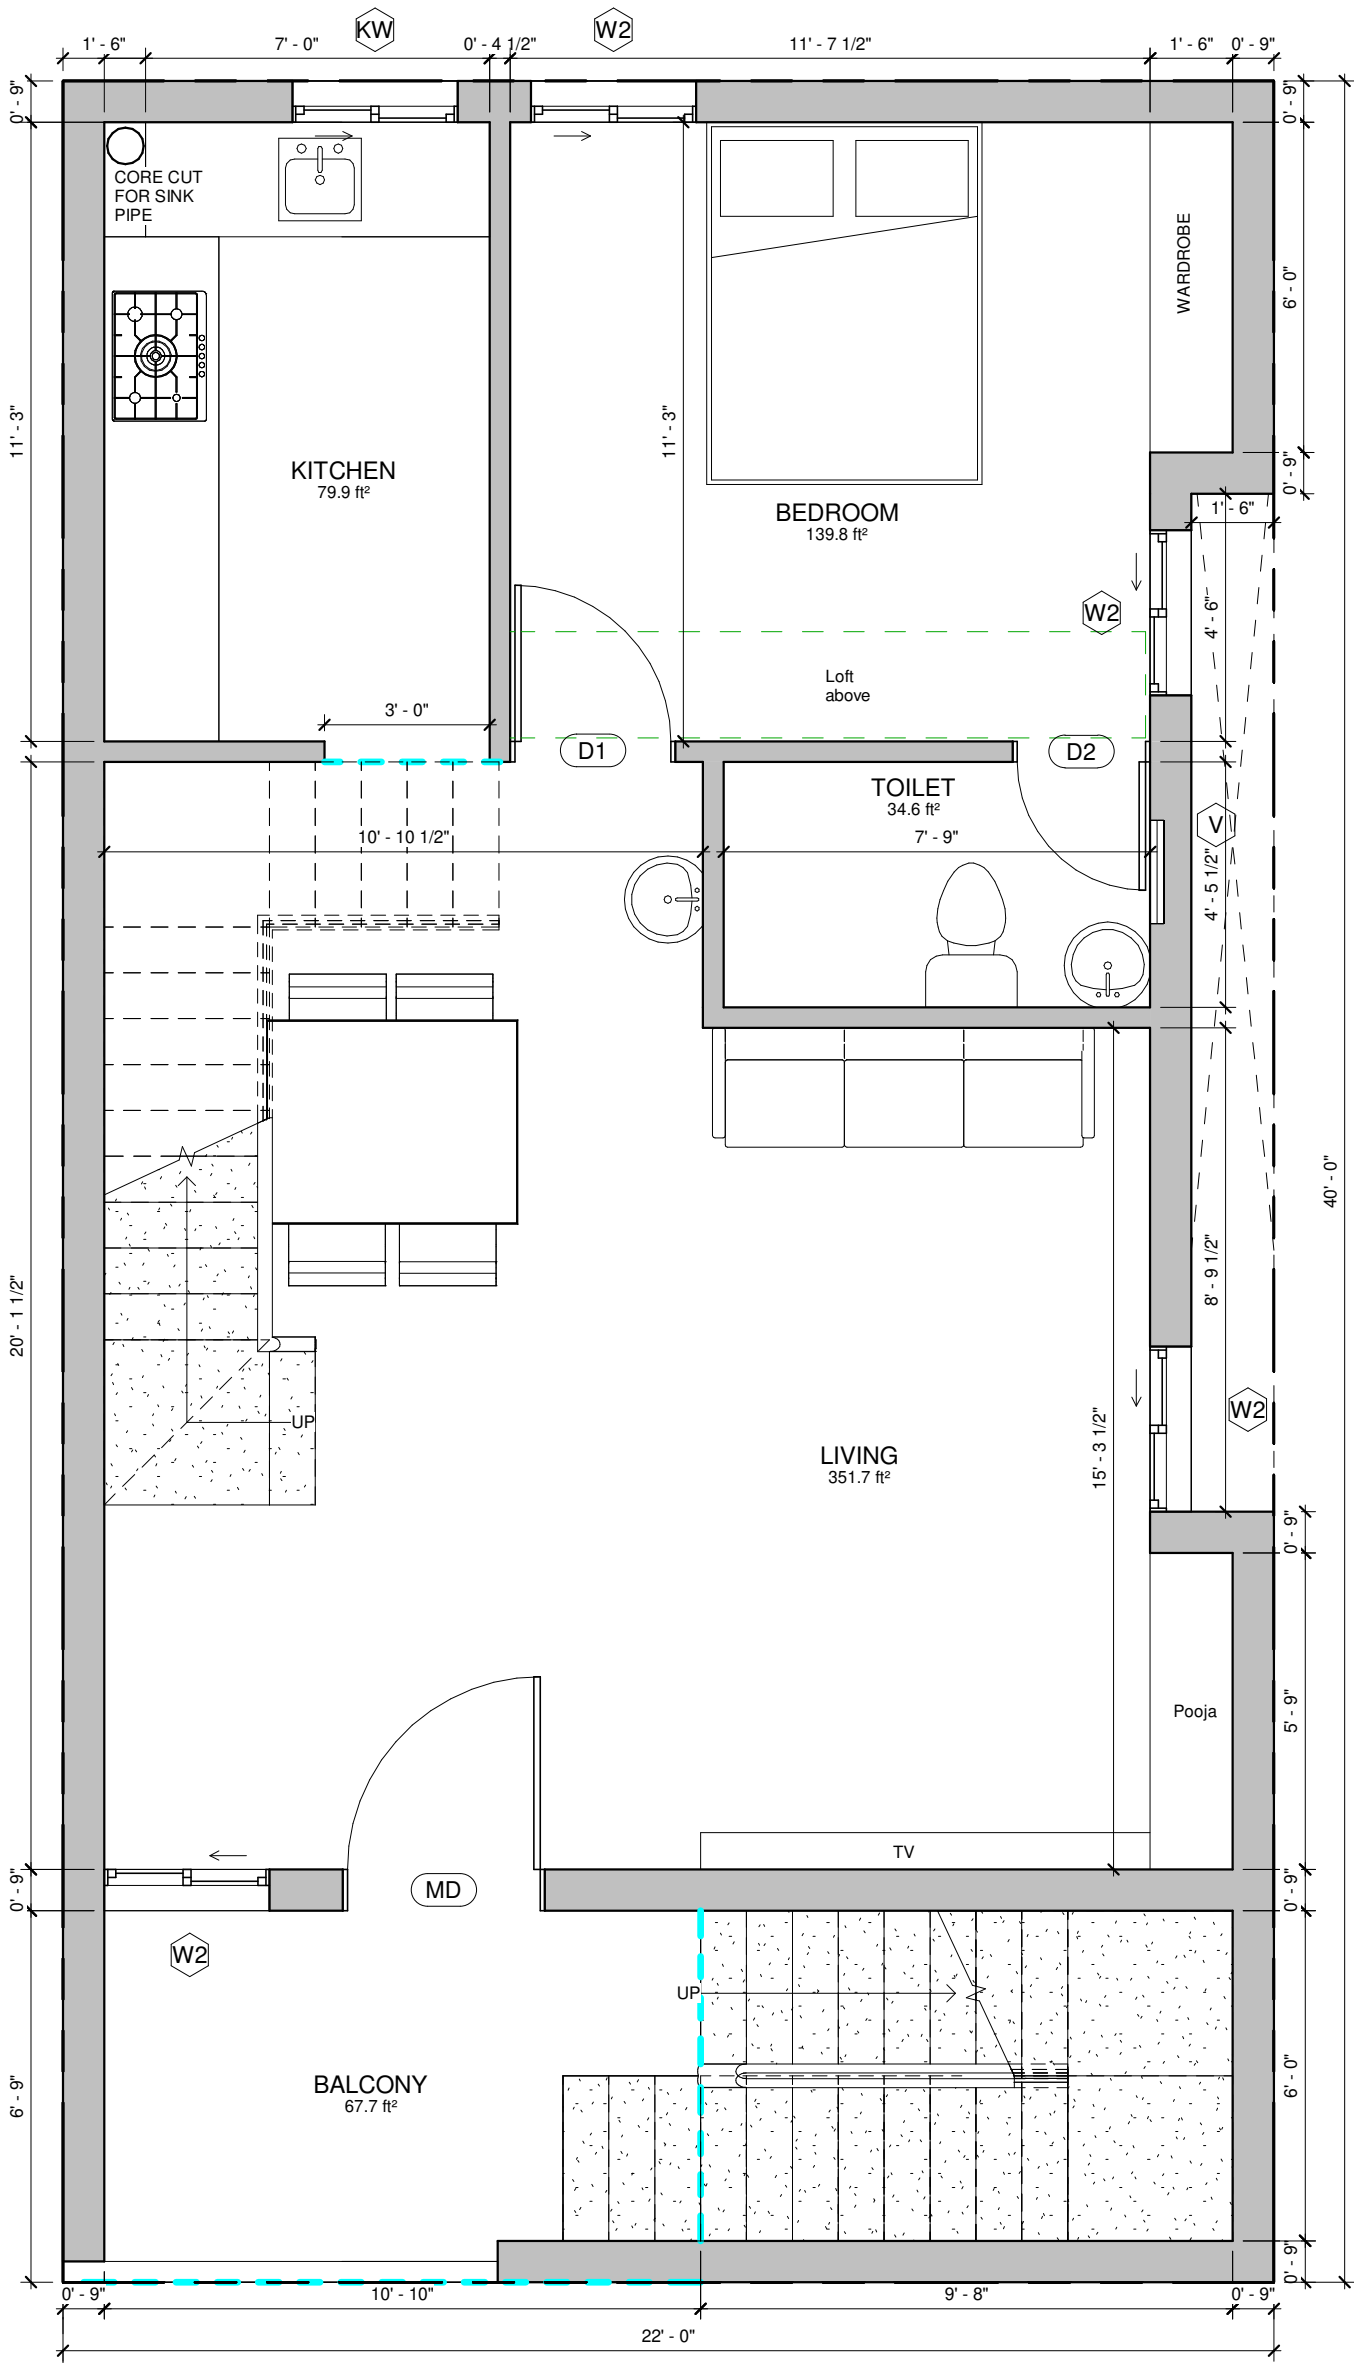 KW
W2
1' - 6"
7' - 0"
0' - 4 1/2"
11' - 7 1/2"
1' - 6"
0' - 9"
0' - 9"
0' - 9"
CORE CUT
FOR SINK
PIPE
WARDROBE
6' - 0"
11' - 3"
11' - 3"
KITCHEN
79.9 ft²
BEDROOM
139.8 ft²
0' - 9"
1' - 6"
W2
4' - 6"
Loft
above
3' - 0"
D1
D2
TOILET
34.6 ft²
V
10' - 10 1/2"
7' - 9"
4' - 5 1/2"
40' - 0"
8' - 9 1/2"
20' - 1 1/2"
UP
W2
LIVING
351.7 ft²
15' - 3 1/2"
0' - 9"
Pooja
5' - 9"
TV
MD
0' - 9"
0' - 9"
W2
UP
BALCONY
67.7 ft²
6' - 9"
6' - 0"
0' - 9"
0' - 9"
10' - 10"
9' - 8"
0' - 9"
22' - 0"